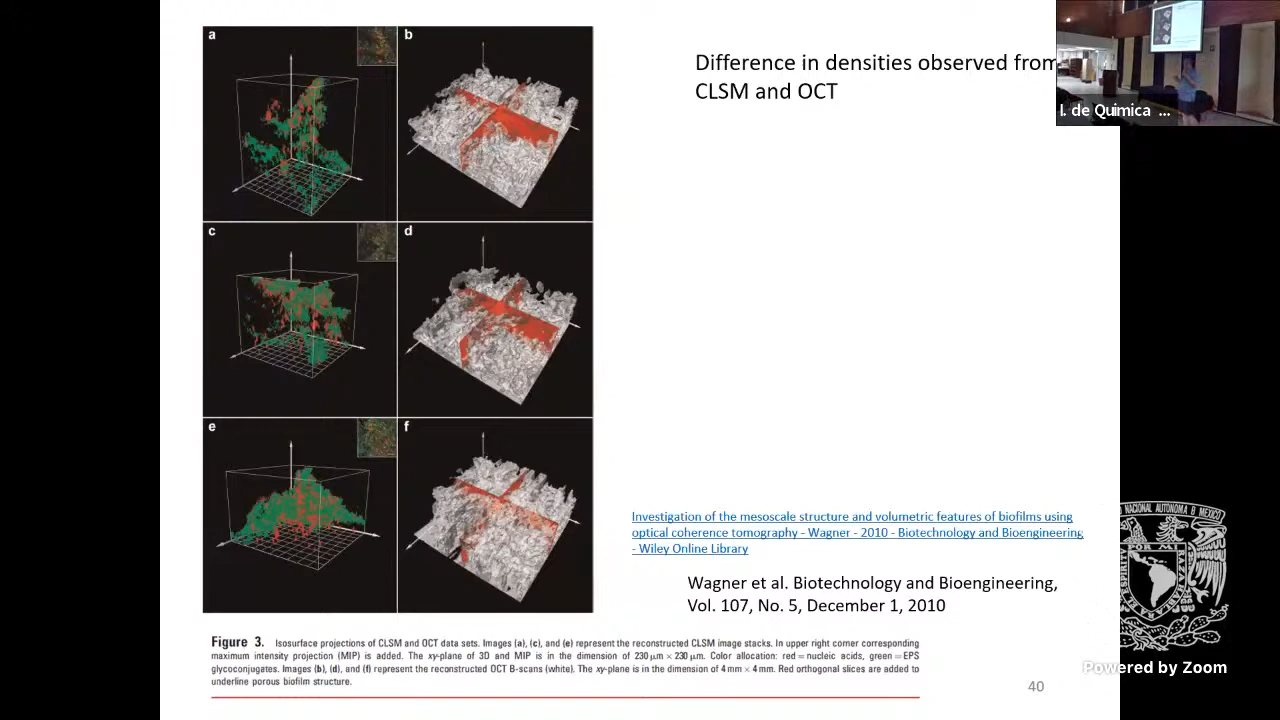 a
b
c
d
e
f
Difference in densities observed from
CLSM and OCT
I. de Quimica ...
Investigation of the mesoscale structure and volumetric features of biofilms using
optical coherence tomography - Wagner - 2010 - Biotechnology and Bioengineering
- Wiley Online Library
Wagner et al. Biotechnology and Bioengineering,
Vol. 107, No. 5, December 1, 2010
Figure 3. Isosurface projections of CLSM and OCT data sets. Images (a), (c), and (e) represent the reconstructed CLSM image stacks. In upper right corner corresponding
maximum intensity projection (MIP) is added. The xy-plane of 3D and MIP is in the dimension of 230 µm × 230 µm. Color allocation: red = nucleic acids, green = EPS
glycoconjugates. Images (b), (d), and (f) represent the reconstructed OCT B-scans (white). The xy-plane is in the dimension of 4 mm × 4 mm. Red orthogonal slices are added to
underline porous biofilm structure.
40
Powered by Zoom